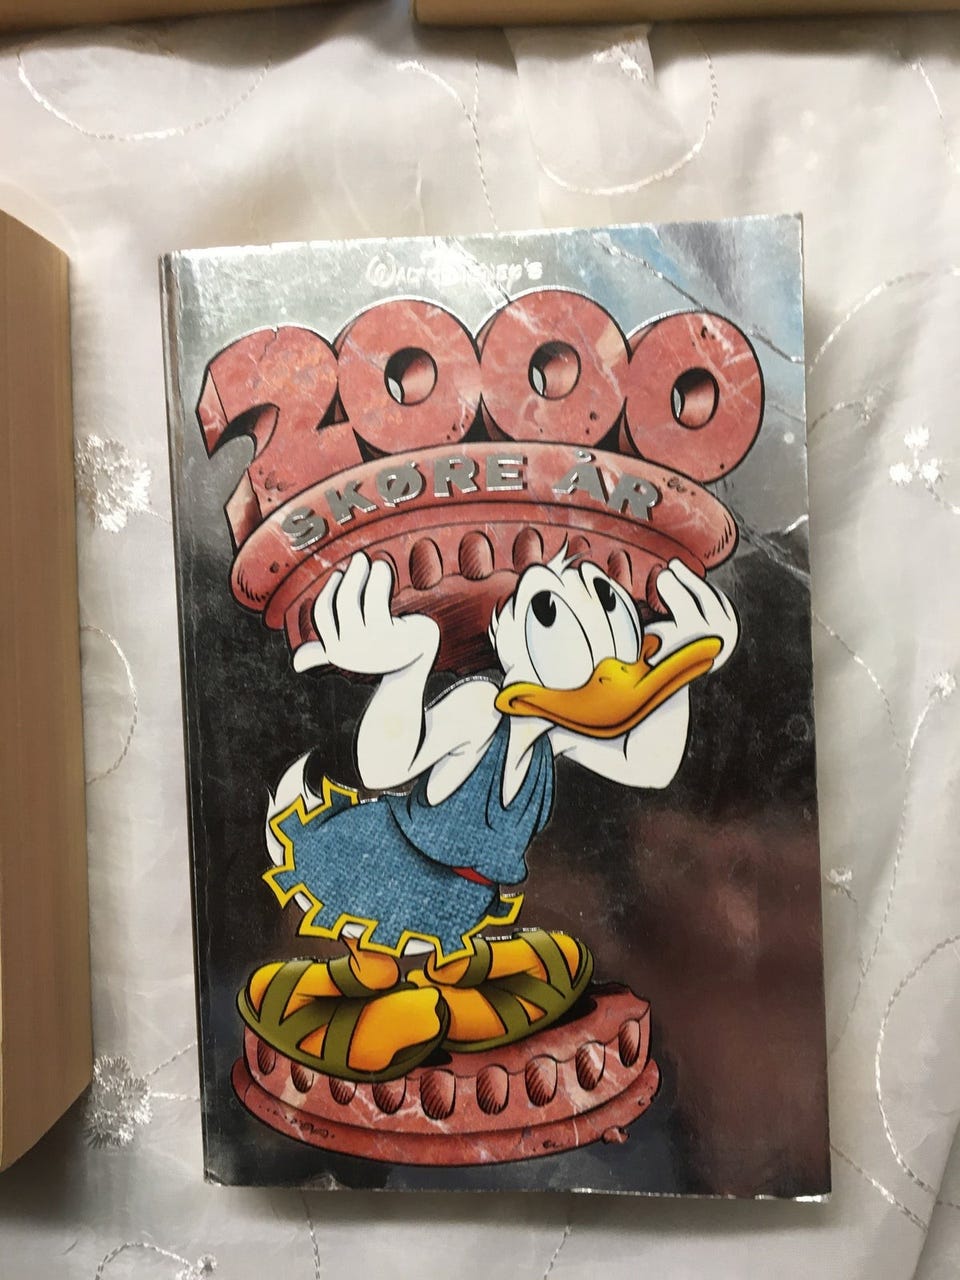 WALT DISNEY'S
2000
SKØRE ÅR